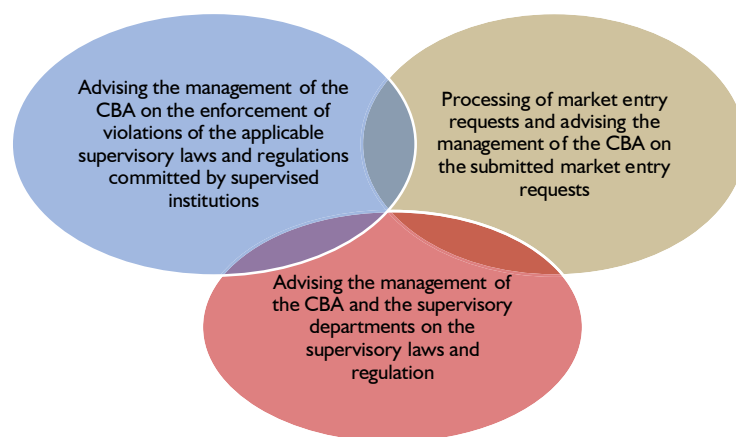 Advising the management of the
CBA on the enforcement of
violations of the applicable
supervisory laws and regulations
committed by supervised
institutions
Processing of market entry
requests and advising the
management of the CBA on
the submitted market entry
requests
Advising the management of
the CBA and the supervisory
departments on the
supervisory laws and
regulation